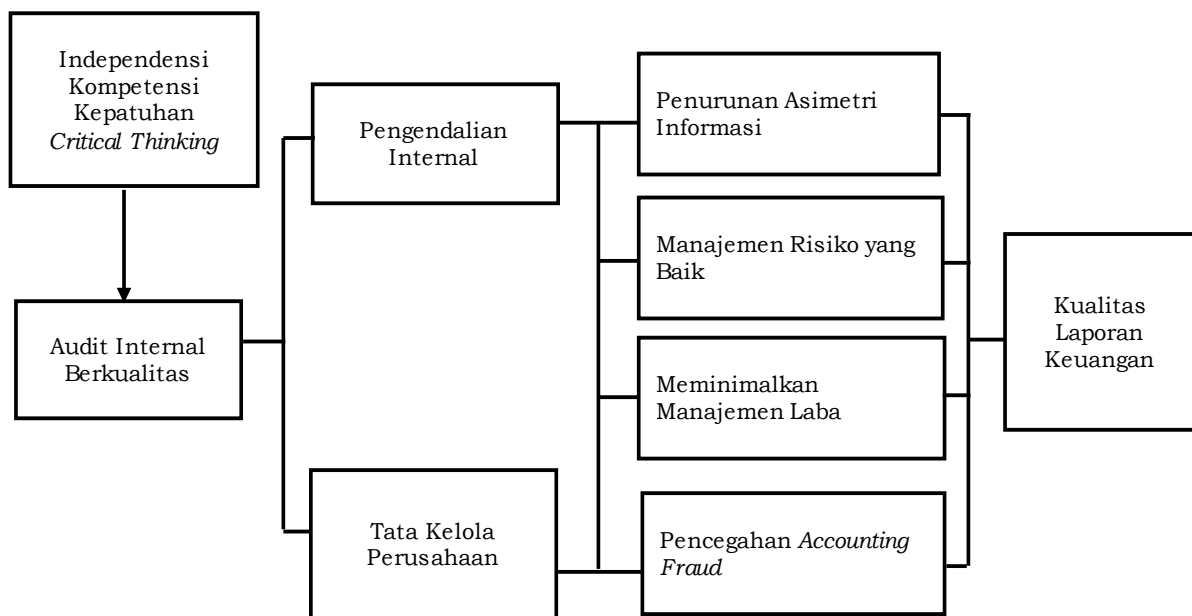 Independensi
Kompetensi
Kepatuhan
Critical Thinking
Audit Internal
Berkualitas
Pengendalian
Internal
Tata Kelola
Perusahaan
Penurunan Asimetri
Informasi
Manajemen Risiko yang
Baik
Meminimalkan
Manajemen Laba
Pencegahan Accounting
Fraud
Kualitas
Laporan
Keuangan